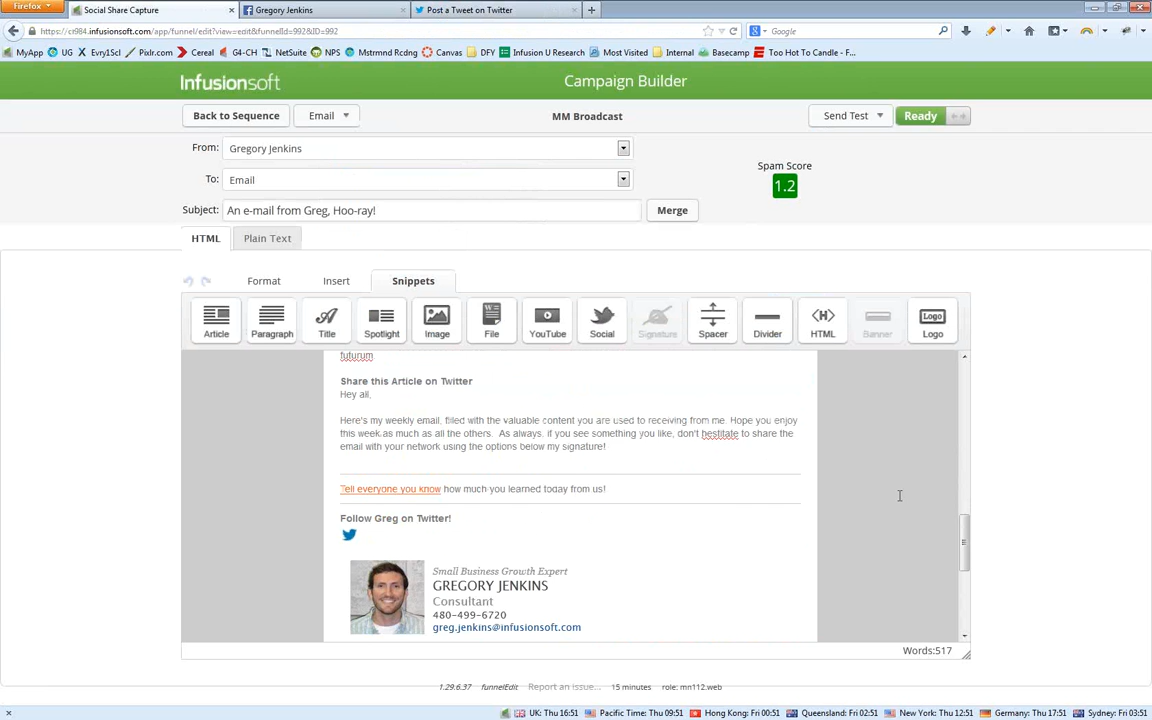 Firefox
Social Share Capture
Gregory Jenkins
Post a Tweet on Twitter
https://cr984.infusionsoft.com/app/funnel/edit?view=edit&funnelId=992&ID=992
Google
MyApp
UG
Evry1Scl
Pixlr.com
Cereal
G4-CH
NetSuite
NPS
Mstrmnd Rcdng
Canvas
DFY
Infusion U Research
Most Visited
Internal
Basecamp
Too Hot To Candle - F...
Infusionsoft
Campaign Builder
Back to Sequence
Email
MM Broadcast
Send Test
Ready
From:
Gregory Jenkins
To:
Email
Spam Score
1.2
Subject:
An e-mail from Greg, Hoo-ray!
Merge
HTML
Plain Text
Format
Insert
Snippets
Article
Paragraph
Title
Spotlight
Image
File
YouTube
Social
Signature
Spacer
Divider
HTML
Banner
Logo
Logo
futurum
Share this Article on Twitter
Hey all,
Here's my weekly email, filled with the valuable content you are used to receiving from me. Hope you enjoy
this week as much as all the others. As always, if you see something you like, don't hestitate to share the
email with your network using the options below my signature!
Tell everyone you know how much you learned today from us!
Follow Greg on Twitter!
Small Business Growth Expert
GREGORY JENKINS
Consultant
480-499-6720
greg.jenkins@infusionsoft.com
Words:517
1.29.6.37
funnelEdit
Report an issue...
15 minutes
role: mn112.web
UK: Thu 16:51
Pacific Time: Thu 09:51
Hong Kong: Fri 00:51
Queensland: Fri 02:51
New York: Thu 12:51
Germany: Thu 17:51
Sydney: Fri 03:51